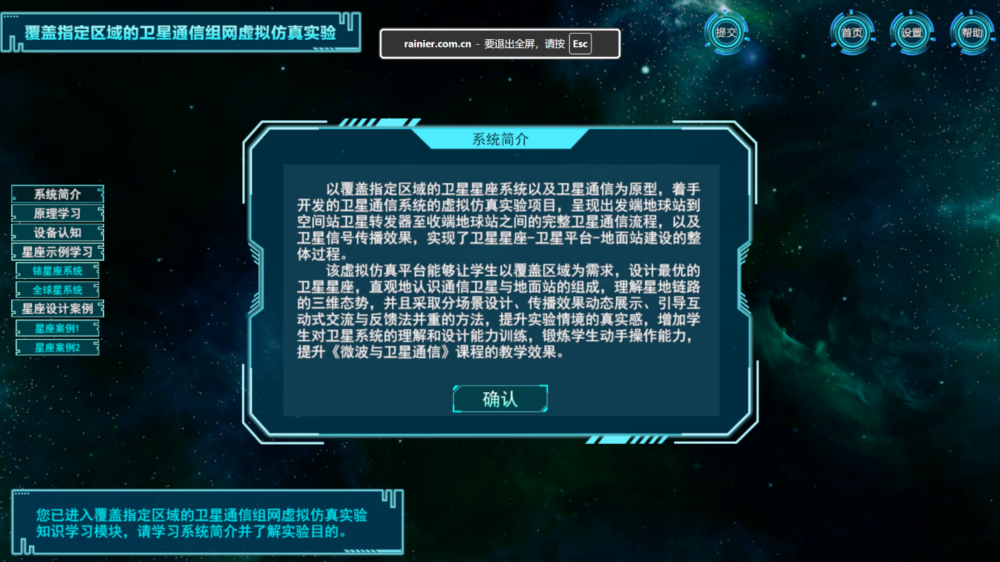 覆盖指定区域的卫星通信组网虚拟仿真实验
rainier.com.cn - 要退出全屏，请按 Esc
提交
首页
设置
帮助
系统简介
以覆盖指定区域的卫星星座系统以及卫星通信为原型，着手
开发的卫星通信系统的虚拟仿真实验项目，呈现出发端地球站到
空间站卫星转发器至收端地球站之间的完整卫星通信流程，以及
卫星信号传播效果，实现了卫星星座-卫星平台-地面站建设的整
体过程。
该虚拟仿真平台能够让学生以覆盖区域为需求，设计最优的
卫星星座，直观地认识通信卫星与地面站的组成，理解星地链路
的三维态势，并且采取分场景设计、传播效果动态展示、引导互
动式交流与反馈法并重的方法，提升实验情境的真实感，增加学
生对卫星系统的理解和设计能力训练，锻炼学生动手操作能力，
提升《微波与卫星通信》课程的教学效果。
确认
系统简介
原理学习
设备认知
星座示例学习
铱星座系统
全球星系统
星座设计案例
星座案例1
星座案例2
您已进入覆盖指定区域的卫星通信组网虚拟仿真实验
知识学习模块，请学习系统简介并了解实验目的。